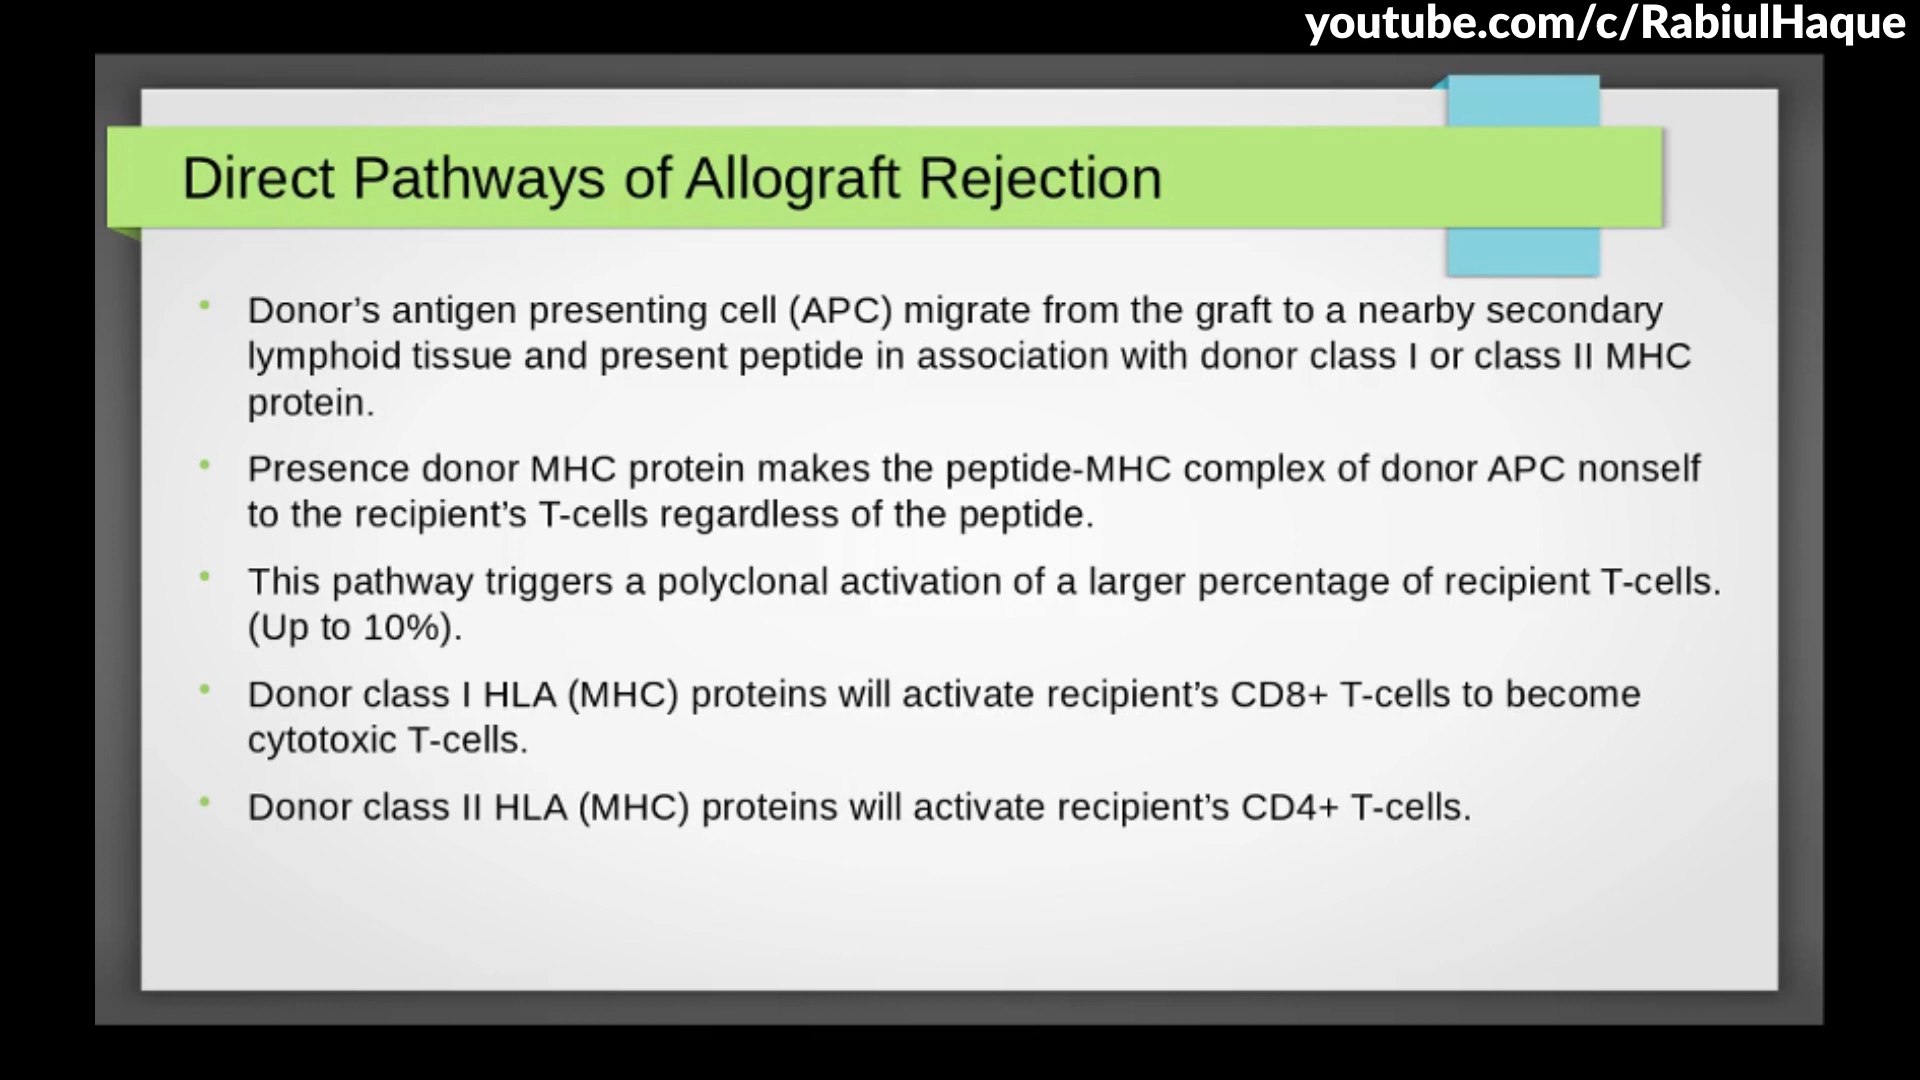 youtube.com/c/RabiulHaque
Direct Pathways of Allograft Rejection
• Donor’s antigen presenting cell (APC) migrate from the graft to a nearby secondary
lymphoid tissue and present peptide in association with donor class I or class II MHC
protein.
• Presence donor MHC protein makes the peptide-MHC complex of donor APC nonself
to the recipient’s T-cells regardless of the peptide.
• This pathway triggers a polyclonal activation of a larger percentage of recipient T-cells.
(Up to 10%).
• Donor class I HLA (MHC) proteins will activate recipient’s CD8+ T-cells to become
cytotoxic T-cells.
• Donor class II HLA (MHC) proteins will activate recipient’s CD4+ T-cells.